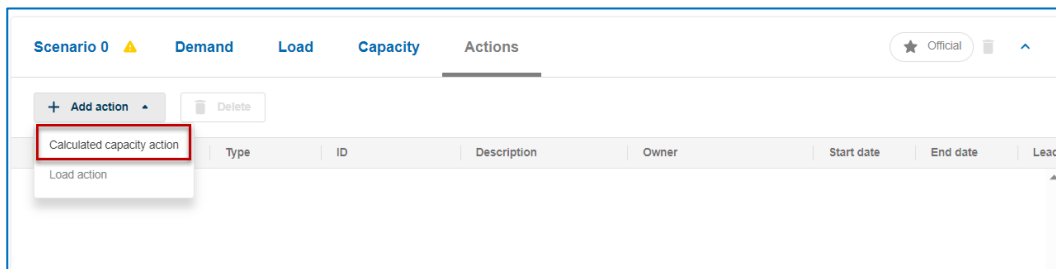 Scenario 0 Demand Load Capacity Actions Official
+ Add action Delete
Calculated capacity action
Type ID Description Owner Start date End date Lead
Load action